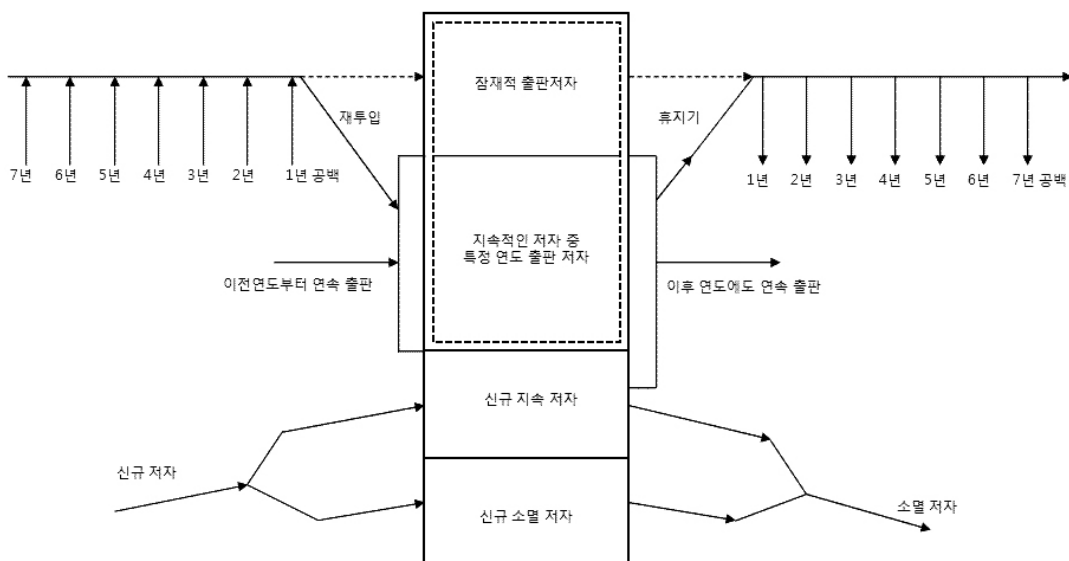 잠재적 출판저자
재투입
휴지기
7년
6년
5년
4년
3년
2년
1년 공백
1년
2년
3년
4년
5년
6년
7년 공백
지속적인 저자 중
특정 연도 출판 저자
이전연도부터 연속 출판
이후 연도에도 연속 출판
신규 지속 저자
신규 저자
신규 소멸 저자
소멸 저자